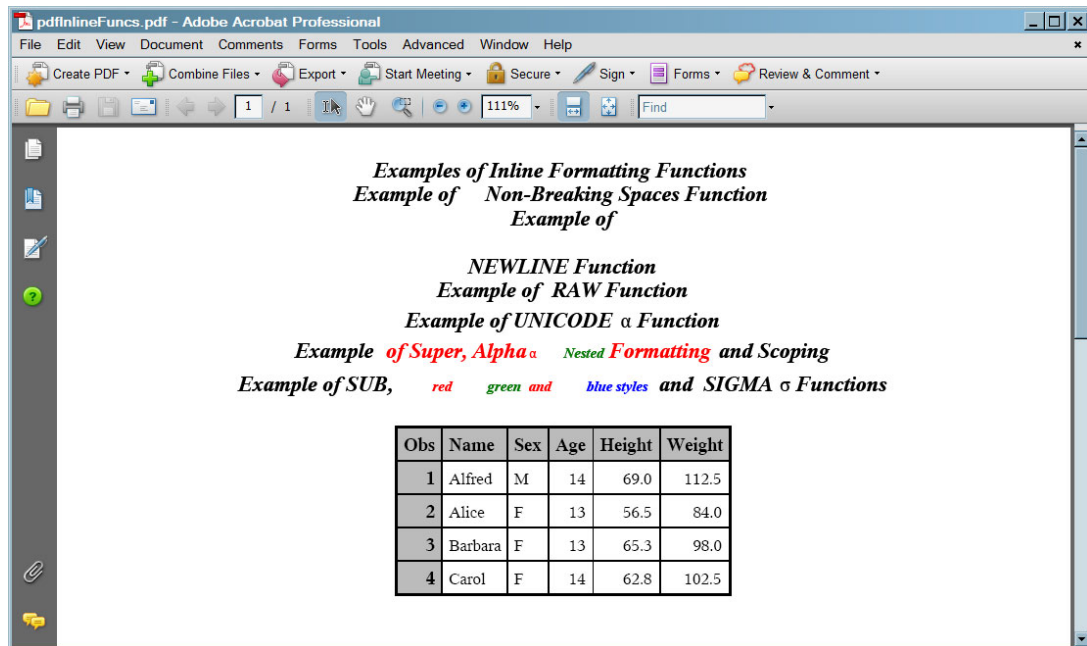 pdfInlineFuncs.pdf - Adobe Acrobat Professional
File Edit View Document Comments Forms Tools Advanced Window Help
Create PDF Combine Files Export Start Meeting Secure Sign Forms Review & Comment
1 / 1 111% Find
Examples of Inline Formatting Functions
Example of Non-Breaking Spaces Function
Example of
NEWLINE Function
Example of RAW Function
Example of UNICODE α Function
Example of Super, Alpha α Nested Formatting and Scoping
Example of SUB, red green and blue styles and SIGMA σ Functions
Obs Name Sex Age Height Weight
1 Alfred M 14 69.0 112.5
2 Alice F 13 56.5 84.0
3 Barbara F 13 65.3 98.0
4 Carol F 14 62.8 102.5